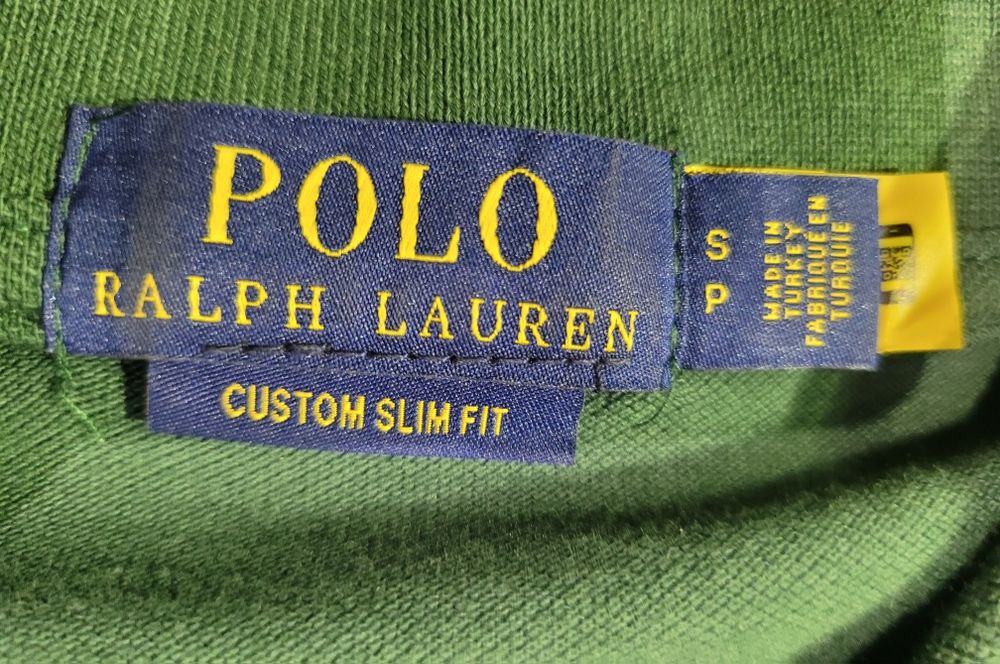 POLO
RALPH LAUREN
CUSTOM SLIM FIT
S
P
MADE IN
TURKEY
FABRIQUÉ EN
TURQUIE